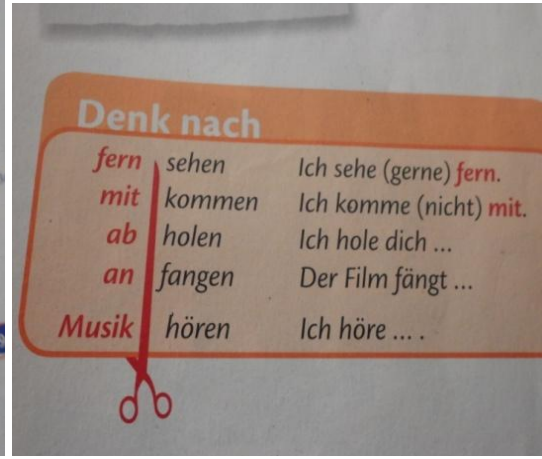 Denk nach
fern sehen Ich sehe (gerne) fern.
mit kommen Ich komme (nicht) mit.
ab holen Ich hole dich ...
an fangen Der Film fängt ...
Musik hören Ich höre ... .